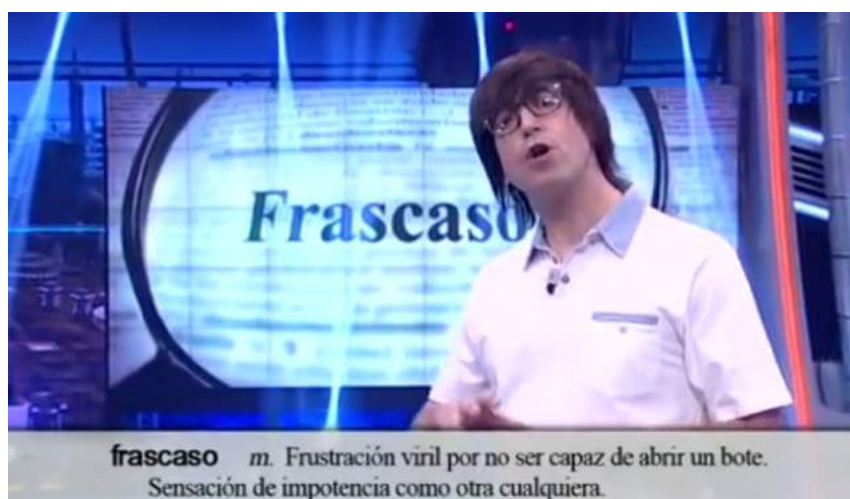 Frascaso
frascaso m. Frustración viril por no ser capaz de abrir un bote.
Sensación de impotencia como otra cualquiera.